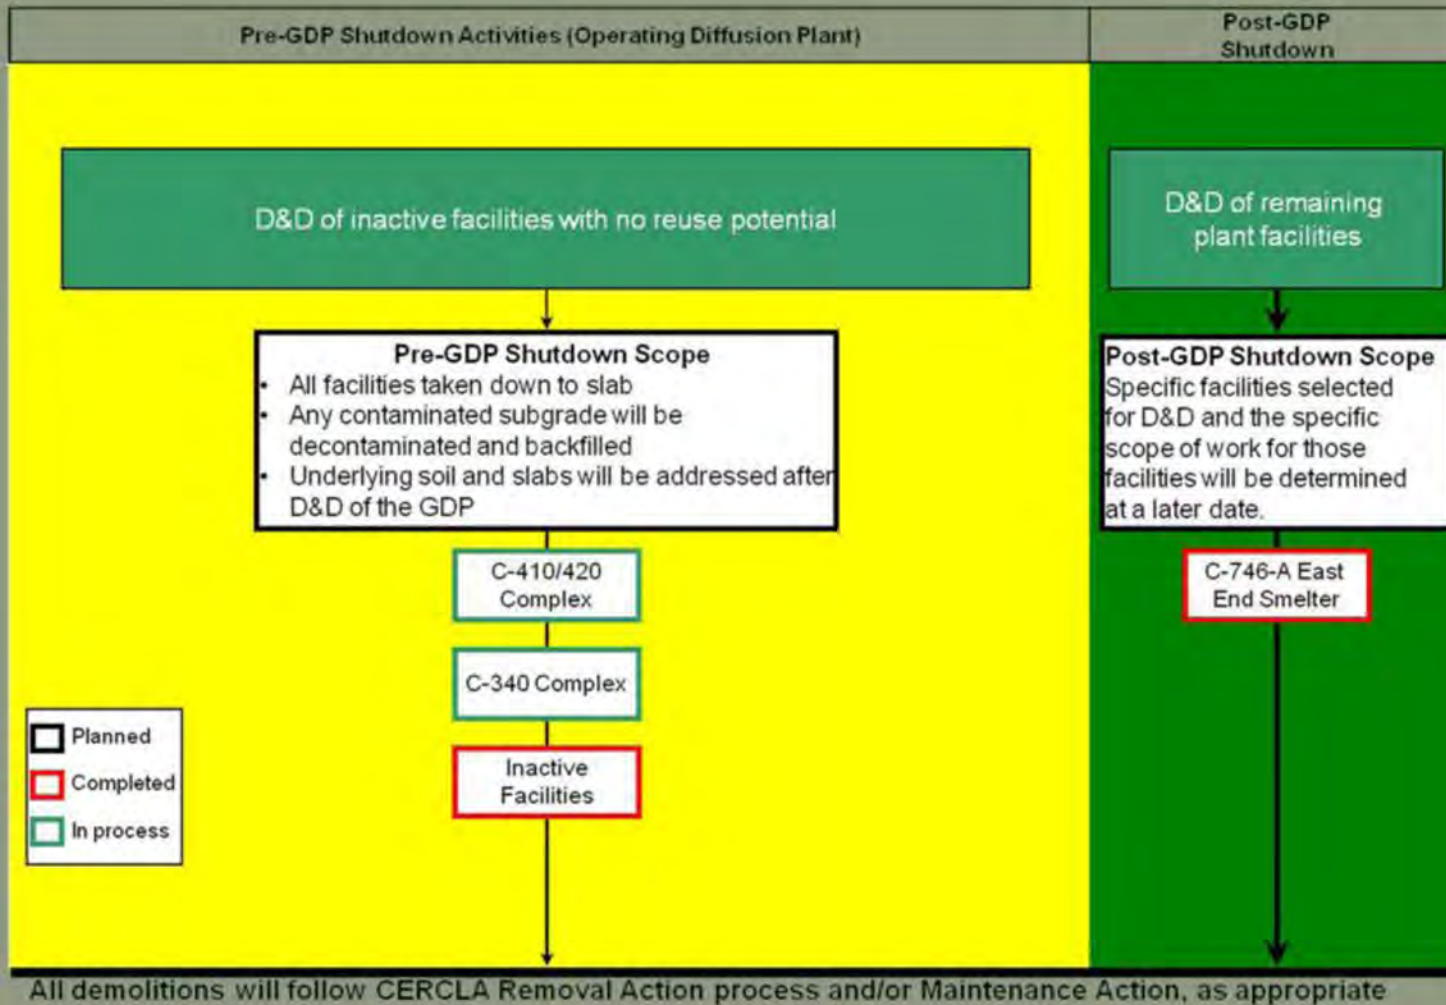 Pre-GDP Shutdown Activities (Operating Diffusion Plant)
Post-GDP
Shutdown
D&D of inactive facilities with no reuse potential
D&D of remaining
plant facilities
Pre-GDP Shutdown Scope
• All facilities taken down to slab
• Any contaminated subgrade will be
decontaminated and backfilled
• Underlying soil and slabs will be addressed after
D&D of the GDP
Post-GDP Shutdown Scope
Specific facilities selected
for D&D and the specific
scope of work for those
facilities will be determined
at a later date.
C-410/420
Complex
C-340 Complex
Inactive
Facilities
C-746-A East
End Smelter
Planned
Completed
In process
All demolitions will follow CERCLA Removal Action process and/or Maintenance Action, as appropriate